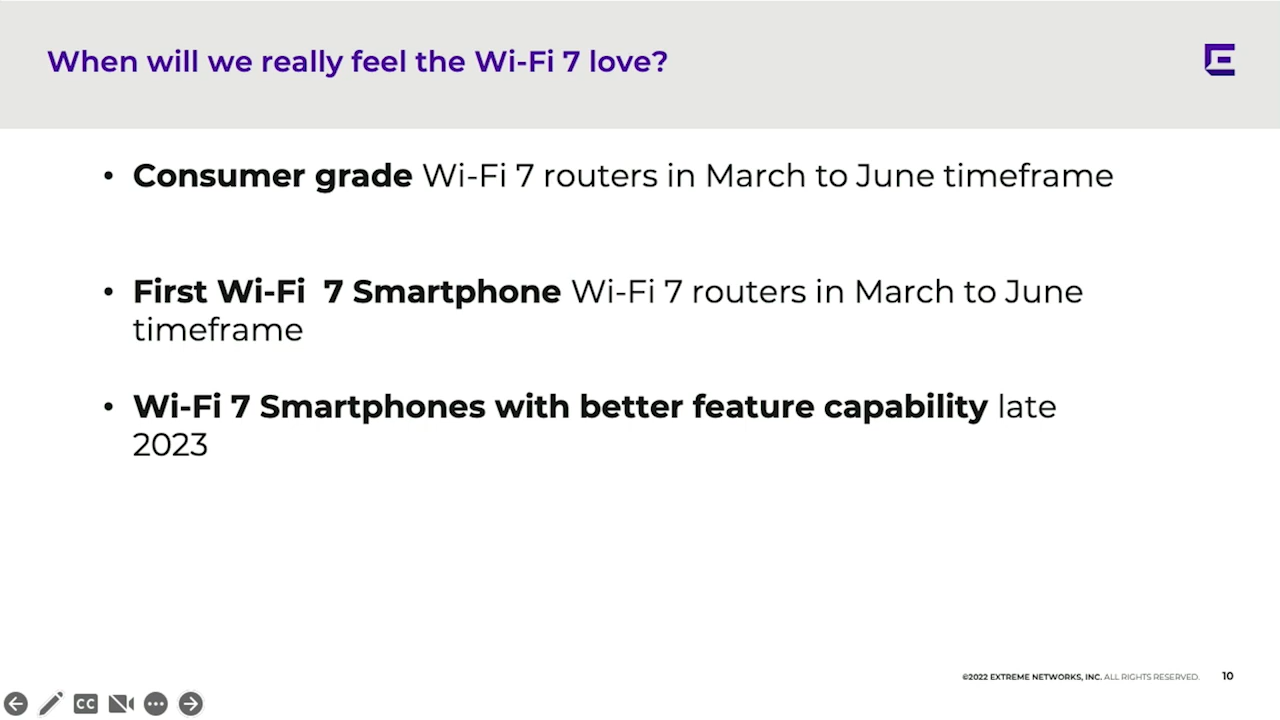 When will we really feel the Wi-Fi 7 love?
• Consumer grade Wi-Fi 7 routers in March to June timeframe
• First Wi-Fi  7 Smartphone Wi-Fi 7 routers in March to June
timeframe
• Wi-Fi 7 Smartphones with better feature capability late
2023
©2022 EXTREME NETWORKS, INC. ALL RIGHTS RESERVED. 10
CC